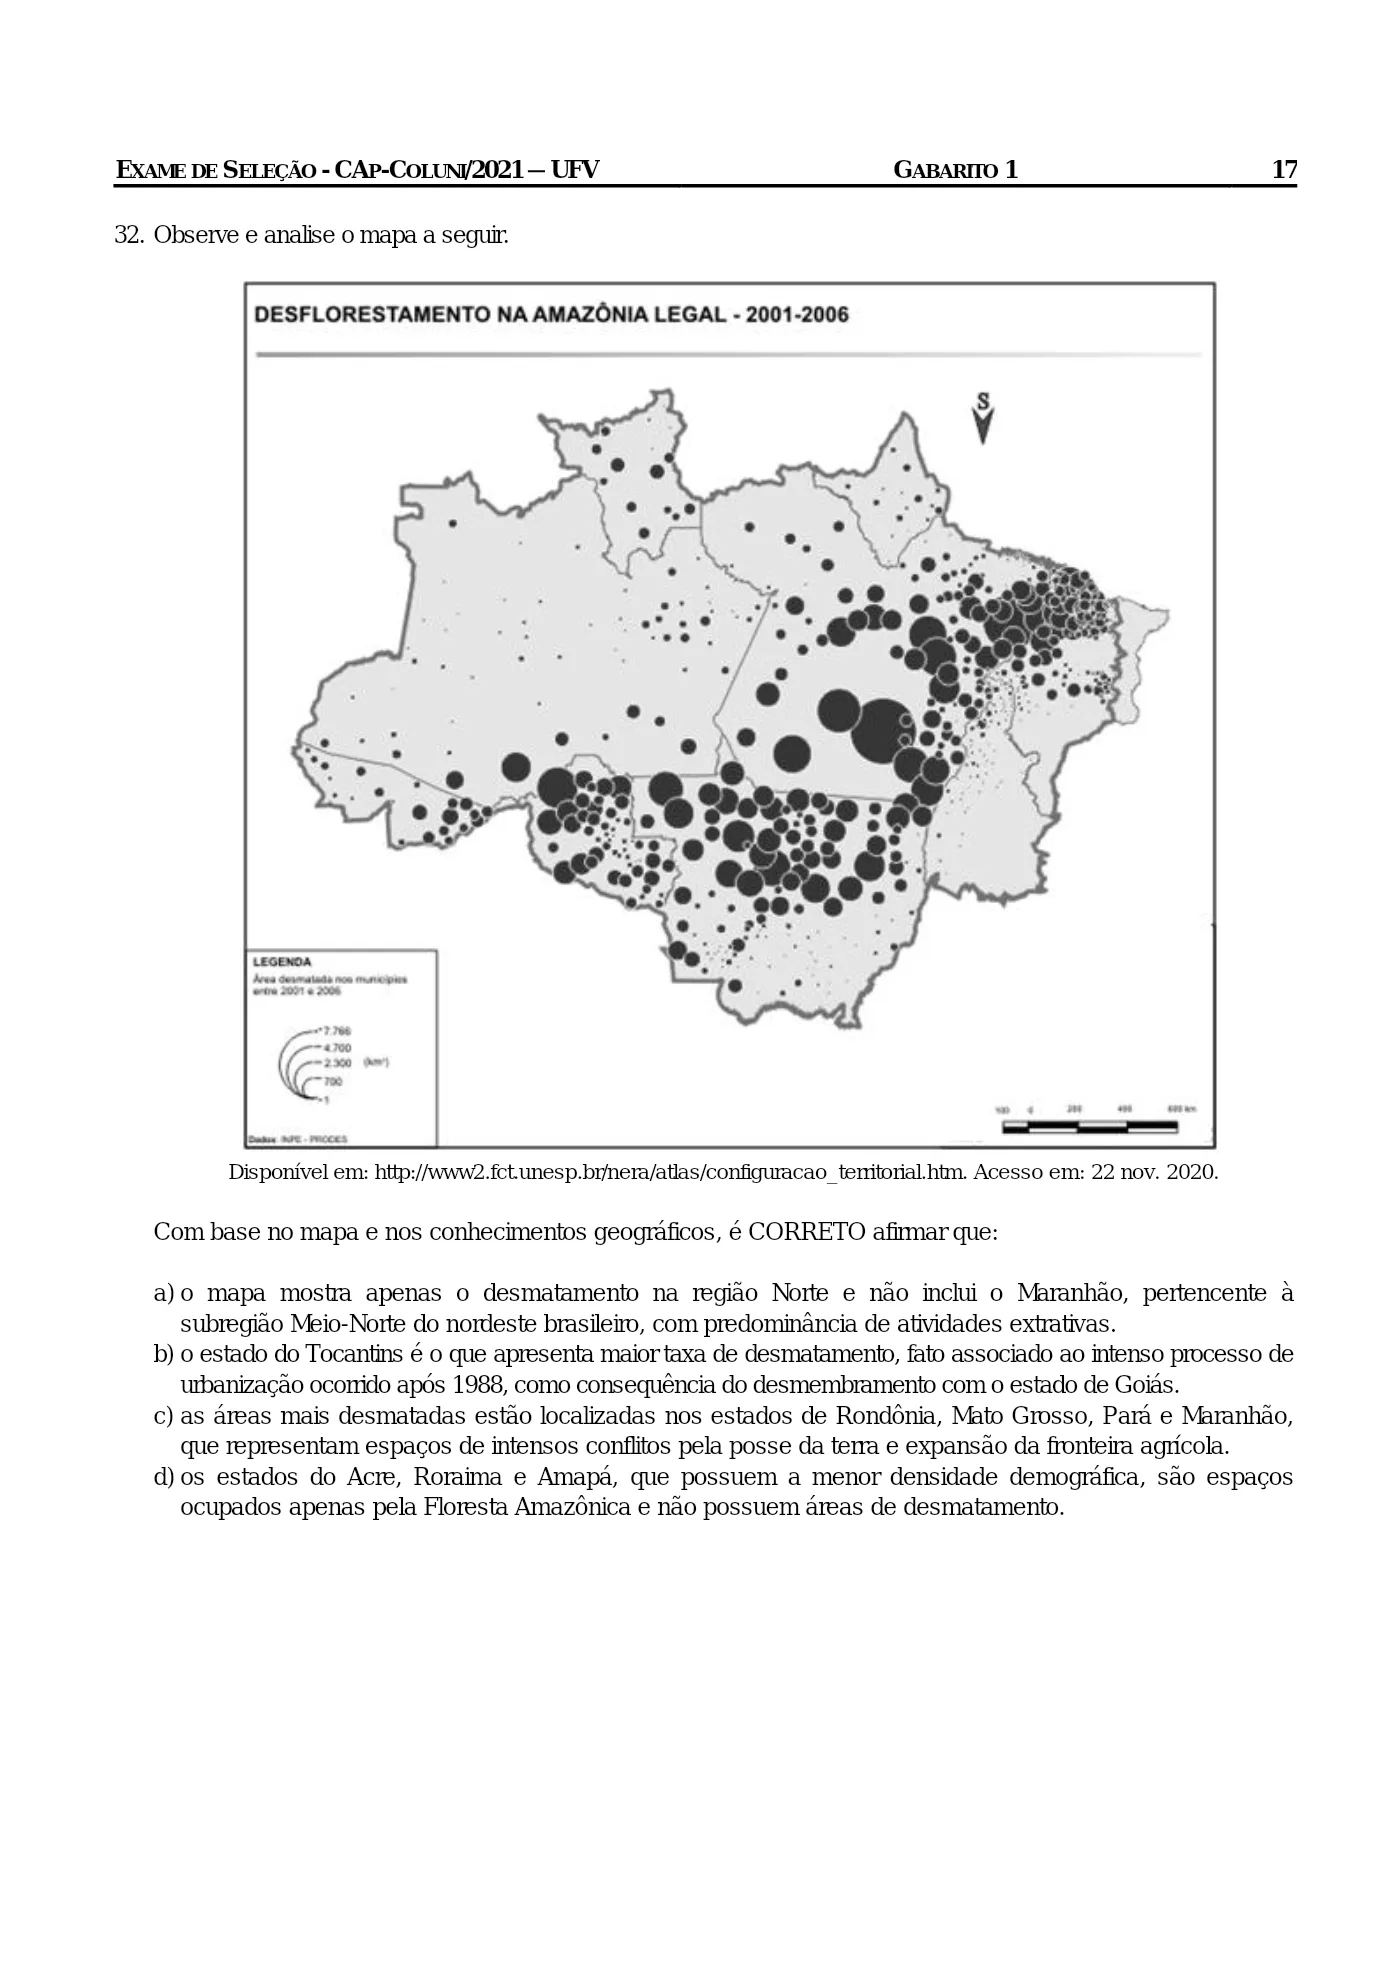 EXAME DE SELEÇÃO - CAP-COLUNI/2021 — UFV GABARITO 1 17
32. Observe e analise o mapa a seguir.
DESFLORESTAMENTO NA AMAZÔNIA LEGAL - 2001-2006
S
LEGENDA
Área desmatada nos municípios
entre 2001 e 2006
7.766
4.700
2.300 (km²)
700
1
Dados: INPE - PRODES
100 0 200 400 600 km
Disponível em: http://www2.fct.unesp.br/nera/atlas/configuracao_territorial.htm. Acesso em: 22 nov. 2020.
Com base no mapa e nos conhecimentos geográficos, é CORRETO afirmar que:
a) o mapa mostra apenas o desmatamento na região Norte e não inclui o Maranhão, pertencente à
subregião Meio-Norte do nordeste brasileiro, com predominância de atividades extrativas.
b) o estado do Tocantins é o que apresenta maior taxa de desmatamento, fato associado ao intenso processo de
urbanização ocorrido após 1988, como consequência do desmembramento com o estado de Goiás.
c) as áreas mais desmatadas estão localizadas nos estados de Rondônia, Mato Grosso, Pará e Maranhão,
que representam espaços de intensos conflitos pela posse da terra e expansão da fronteira agrícola.
d) os estados do Acre, Roraima e Amapá, que possuem a menor densidade demográfica, são espaços
ocupados apenas pela Floresta Amazônica e não possuem áreas de desmatamento.